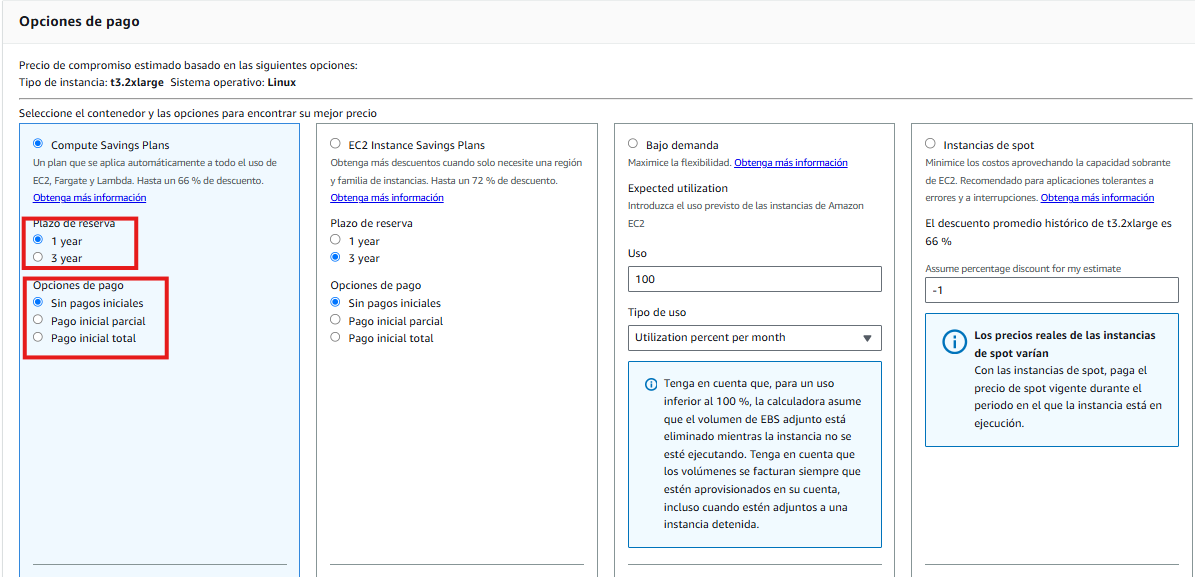 Opciones de pago
Precio de compromiso estimado basado en las siguientes opciones:
Tipo de instancia: t3.2xlarge Sistema operativo: Linux
Seleccione el contenedor y las opciones para encontrar su mejor precio
Compute Savings Plans
Un plan que se aplica automáticamente a todo el uso de
EC2, Fargate y Lambda. Hasta un 66 % de descuento.
Obtenga más información
Plazo de reserva
1 year
3 year
Opciones de pago
Sin pagos iniciales
Pago inicial parcial
Pago inicial total
EC2 Instance Savings Plans
Obtenga más descuentos cuando solo necesite una región
y familia de instancias. Hasta un 72 % de descuento.
Obtenga más información
Plazo de reserva
1 year
3 year
Opciones de pago
Sin pagos iniciales
Pago inicial parcial
Pago inicial total
Bajo demanda
Maximice la flexibilidad. Obtenga más información
Expected utilization
Introduzca el uso previsto de las instancias de Amazon
EC2
Uso
100
Tipo de uso
Utilization percent per month
Tenga en cuenta que, para un uso
inferior al 100 %, la calculadora asume
que el volumen de EBS adjunto está
eliminado mientras la instancia no se
esté ejecutando. Tenga en cuenta que
los volúmenes se facturan siempre que
estén aprovisionados en su cuenta,
incluso cuando estén adjuntos a una
instancia detenida.
Instancias de spot
Minimice los costos aprovechando la capacidad sobrante
de EC2. Recomendado para aplicaciones tolerantes a
errores y a interrupciones. Obtenga más información
El descuento promedio histórico de t3.2xlarge es
66 %
Assume percentage discount for my estimate
-1
Los precios reales de las instancias
de spot varían
Con las instancias de spot, paga el
precio de spot vigente durante el
periodo en el que la instancia está en
ejecución.